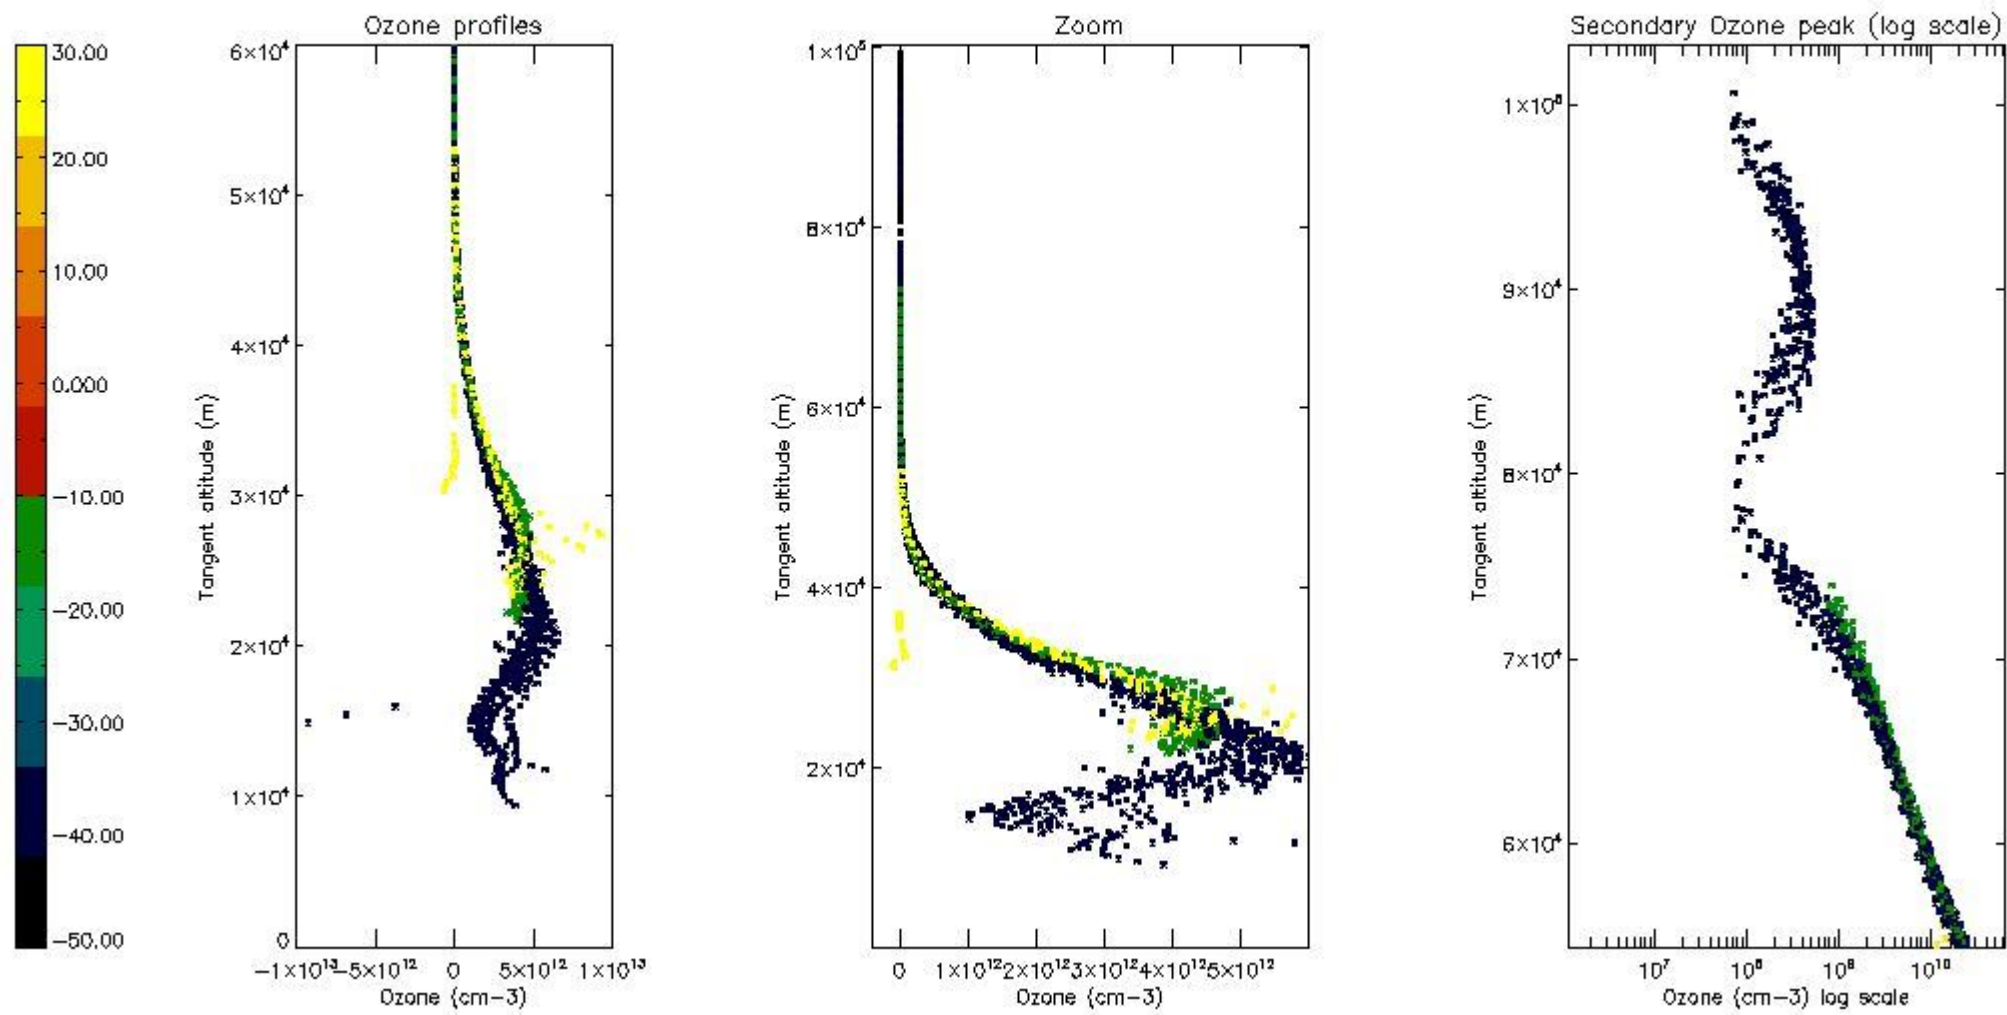 Ozone profiles
Zoom
Secondary Ozone peak (log scale)
30.00
20.00
10.00
0.000
−10.00
−20.00
−30.00
−40.00
−50.00
6×10⁴
5×10⁴
4×10⁴
3×10⁴
2×10⁴
1×10⁴
0
Tangent altitude (m)
−1×10¹³ −5×10¹² 0 5×10¹² 1×10¹³
Ozone (cm−3)
1×10⁵
8×10⁴
6×10⁴
4×10⁴
2×10⁴
Tangent altitude (m)
0 1×10¹² 2×10¹² 3×10¹² 4×10¹² 5×10¹²
Ozone (cm−3)
1×10⁵
9×10⁴
8×10⁴
7×10⁴
6×10⁴
Tangent altitude (m)
10⁷ 10⁸ 10⁹ 10¹⁰
Ozone (cm−3) log scale